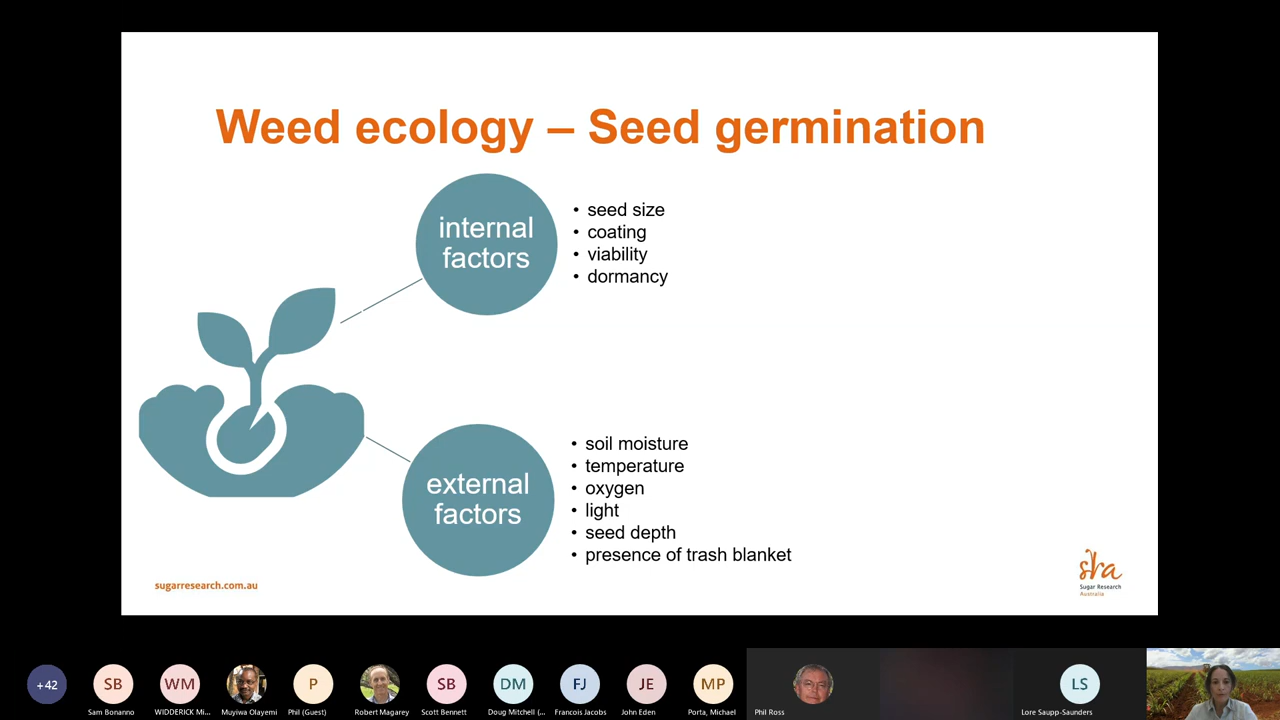 Weed ecology – Seed germination
internal
factors
• seed size
• coating
• viability
• dormancy
external
factors
• soil moisture
• temperature
• oxygen
• light
• seed depth
• presence of trash blanket
sugarresearch.com.au
sra
Sugar Research
Australia
+42
SB
WM
P
SB
DM
FJ
JE
MP
LS
Sam Bonanno
WIDDERICK Mi...
Muyiwa Olayemi
Phil (Guest)
Robert Magarey
Scott Bennett
Doug Mitchell (...
Francois Jacobs
John Eden
Porta, Michael
Phil Ross
Lore Saupp-Saunders